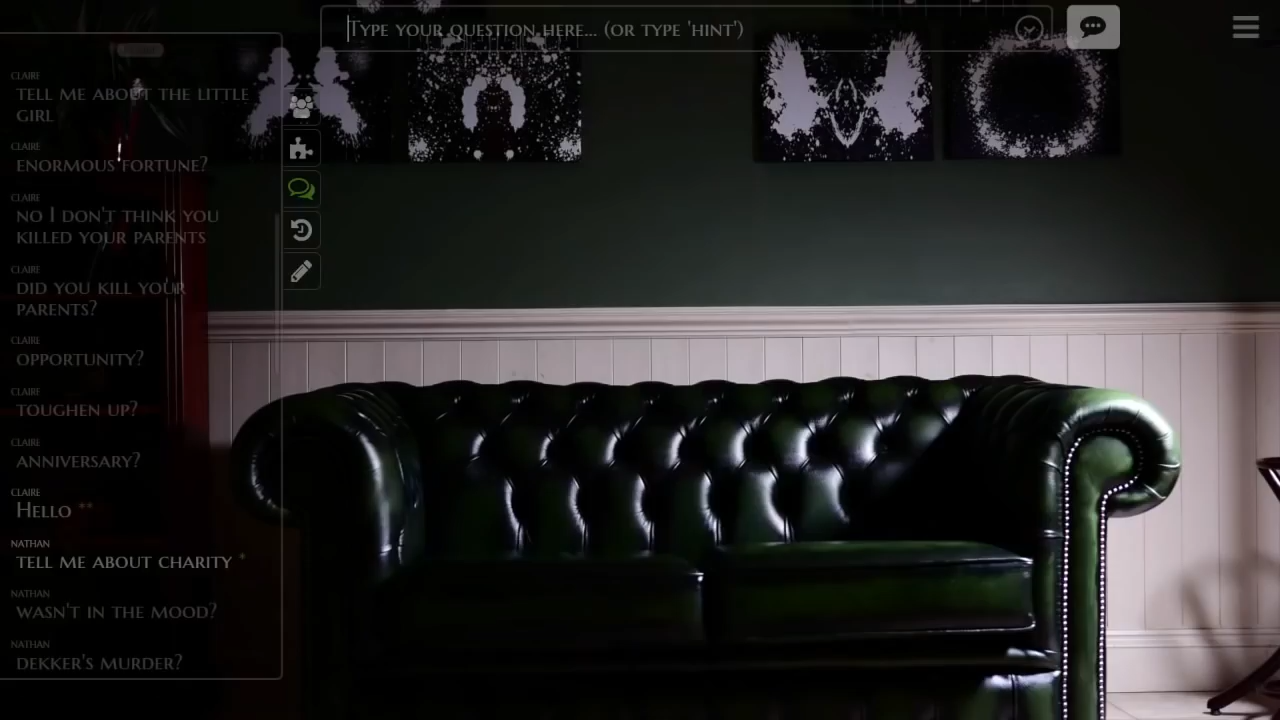 Type your question here... (or type 'hint')
CLAIRE
TELL ME ABOUT THE LITTLE
GIRL
CLAIRE
ENORMOUS FORTUNE?
CLAIRE
NO I DON'T THINK YOU
KILLED YOUR PARENTS
CLAIRE
DID YOU KILL YOUR
PARENTS?
CLAIRE
OPPORTUNITY?
CLAIRE
TOUGHEN UP?
CLAIRE
ANNIVERSARY?
CLAIRE
Hello **
NATHAN
TELL ME ABOUT CHARITY *
NATHAN
WASN'T IN THE MOOD?
NATHAN
DEKKER'S MURDER?